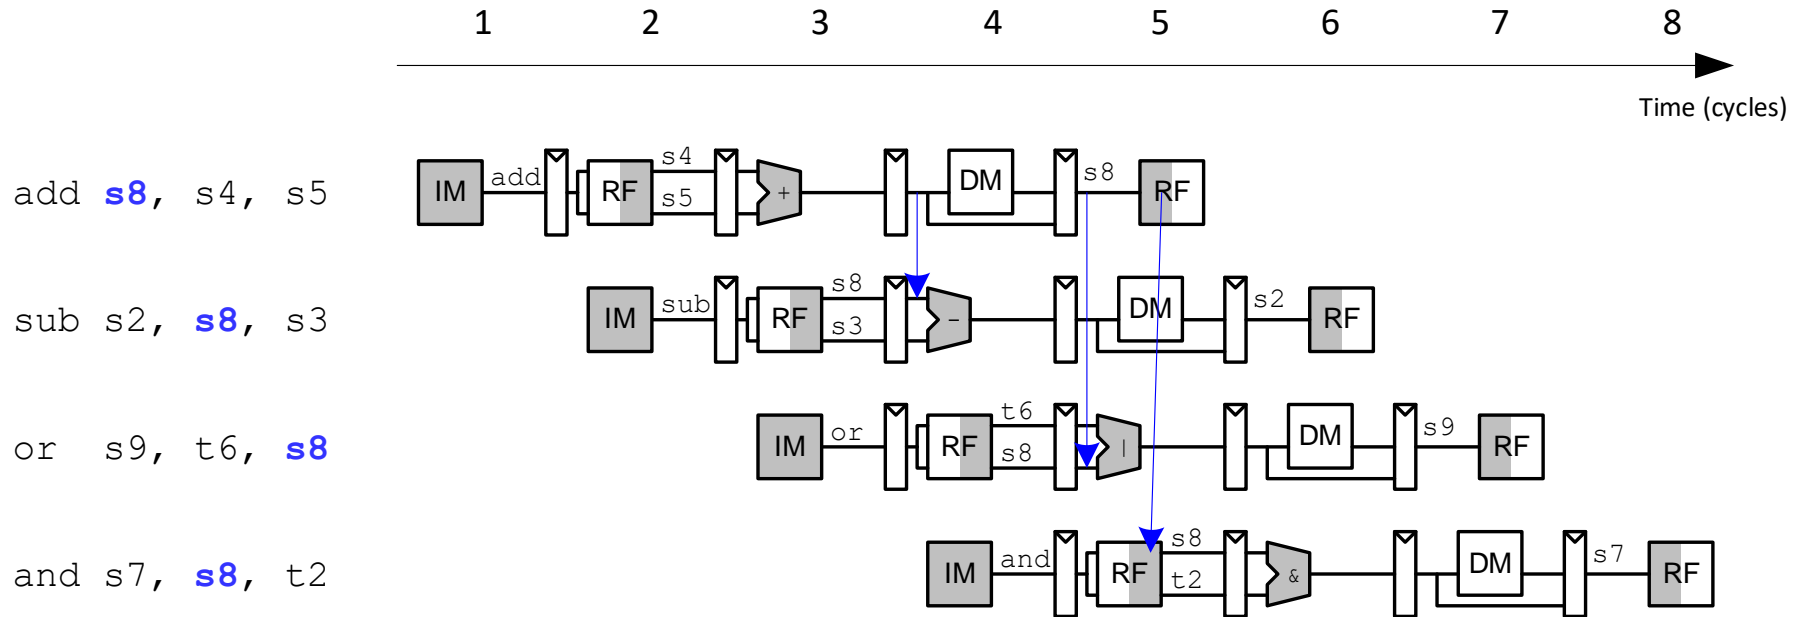 1 2 3 4 5 6 7 8
Time (cycles)
add s8, s4, s5 IM add RF s4 s5 + DM s8 RF
sub s2, s8, s3 IM sub RF s8 s3 - DM s2 RF
or s9, t6, s8 IM or RF t6 s8 | DM s9 RF
and s7, s8, t2 IM and RF s8 t2 & DM s7 RF